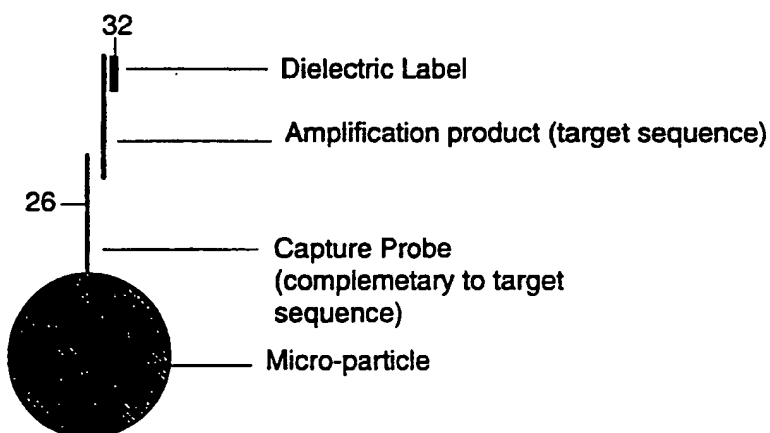 32
Dielectric Label
Amplification product (target sequence)
26
Capture Probe
(complemetary to target
sequence)
Micro-particle